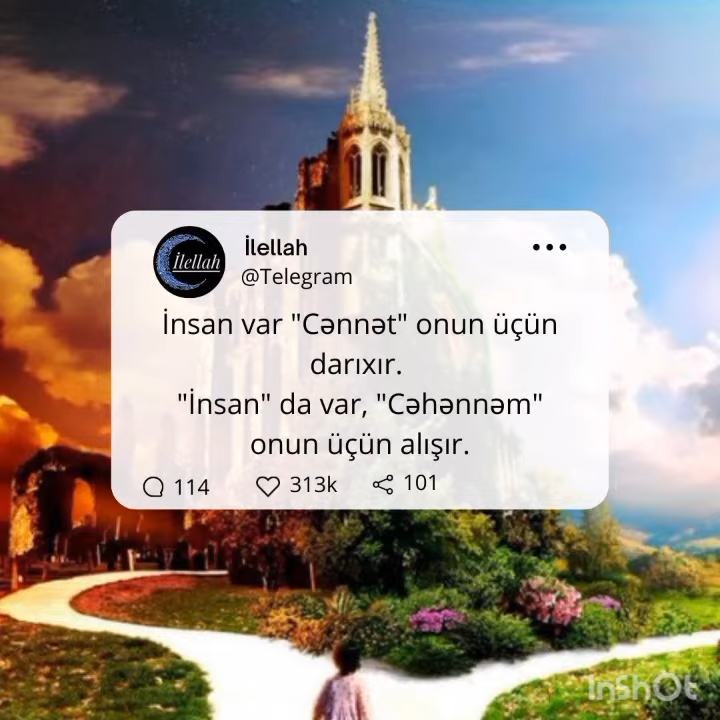 İlellah
İlellah
@Telegram
İnsan var "Cənnət" onun üçün
darıxır.
"İnsan" da var, "Cəhənnəm"
onun üçün alışır.
114 313k 101
InShOt